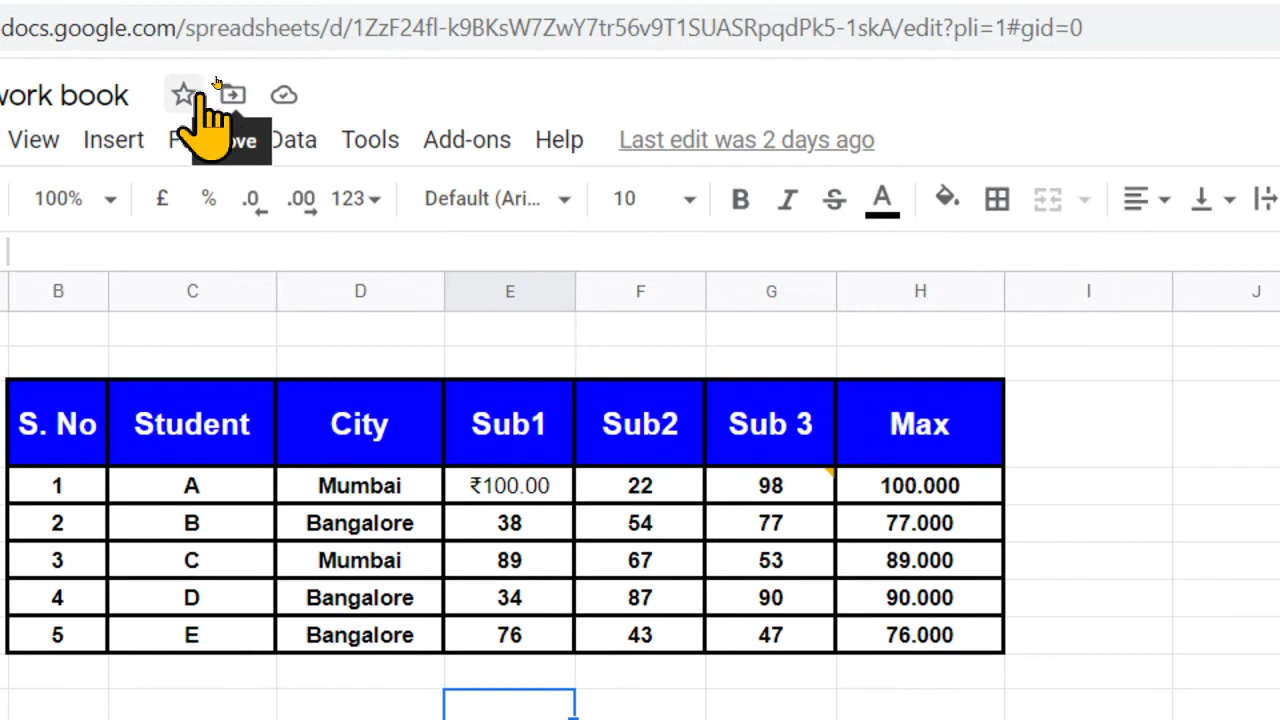 docs.google.com/spreadsheets/d/1ZzF24fl-k9BKsW7ZwY7tr56v9T1SUASRpqdPk5-1skA/edit?pli=1#gid=0
work book
View Insert Data Tools Add-ons Help Last edit was 2 days ago
100% £ % .0 .00 123 Default (Ari... 10 B I S A
B C D E F G H I J
S. No Student City Sub1 Sub2 Sub 3 Max
1 A Mumbai ₹100.00 22 98 100.000
2 B Bangalore 38 54 77 77.000
3 C Mumbai 89 67 53 89.000
4 D Bangalore 34 87 90 90.000
5 E Bangalore 76 43 47 76.000